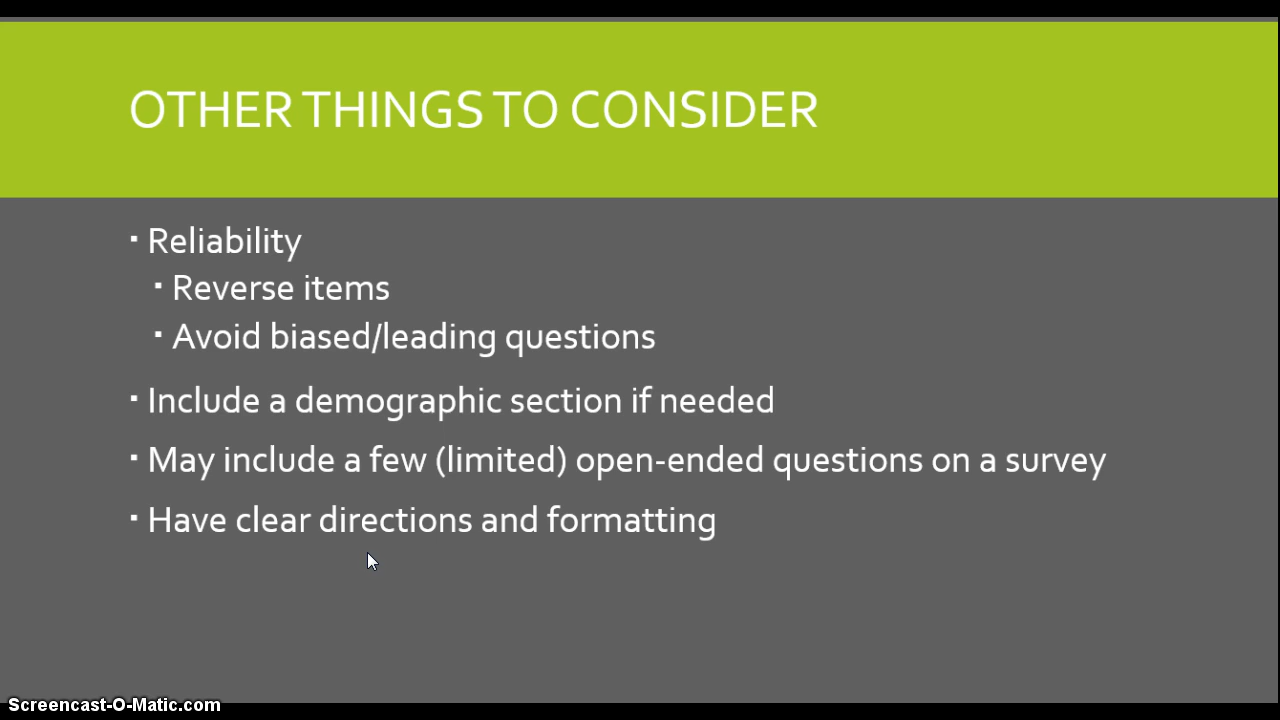 OTHER THINGS TO CONSIDER
▪ Reliability
▪ Reverse items
▪ Avoid biased/leading questions
▪ Include a demographic section if needed
▪ May include a few (limited) open-ended questions on a survey
▪ Have clear directions and formatting
Screencast-O-Matic.com